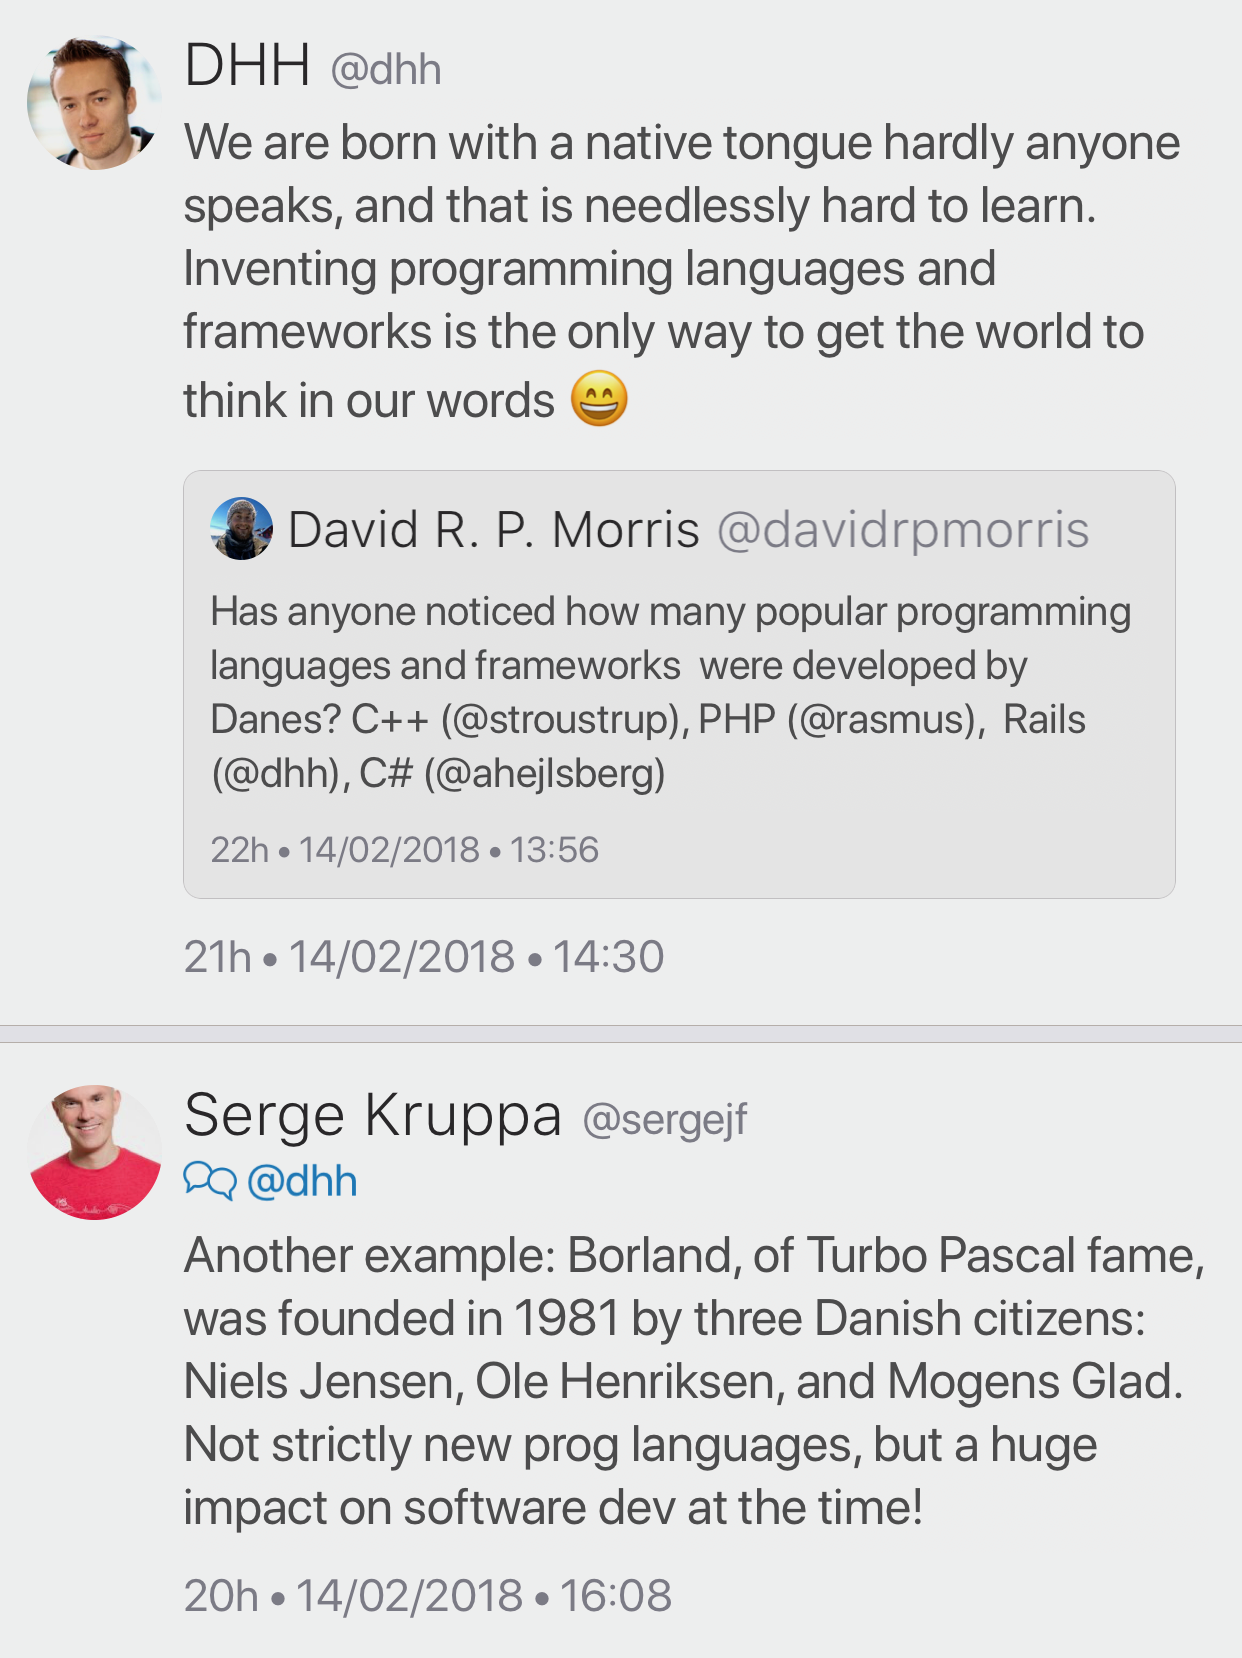 DHH @dhh
We are born with a native tongue hardly anyone
speaks, and that is needlessly hard to learn.
Inventing programming languages and
frameworks is the only way to get the world to
think in our words 😄
David R. P. Morris @davidrpmorris
Has anyone noticed how many popular programming
languages and frameworks  were developed by
Danes? C++ (@stroustrup), PHP (@rasmus),  Rails
(@dhh), C# (@ahejlsberg)
22h • 14/02/2018 • 13:56
21h • 14/02/2018 • 14:30
Serge Kruppa @sergejf
@dhh
Another example: Borland, of Turbo Pascal fame,
was founded in 1981 by three Danish citizens:
Niels Jensen, Ole Henriksen, and Mogens Glad.
Not strictly new prog languages, but a huge
impact on software dev at the time!
20h • 14/02/2018 • 16:08